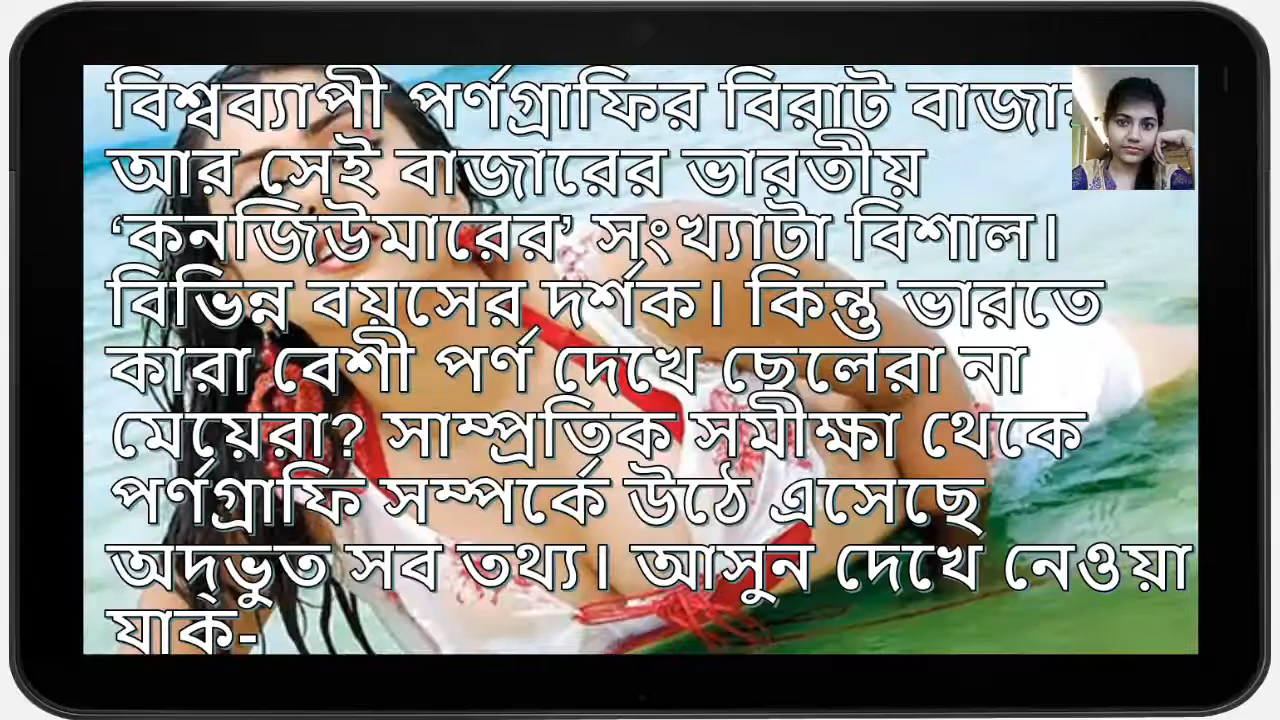 বিশ্বব্যাপী পর্ণগ্রাফির বিরাট বাজার
আর সেই বাজারের ভারতীয়
‘কনজিউমারের’ সংখ্যাটা বিশাল।
বিভিন্ন বয়সের দর্শক। কিন্তু ভারতে
কারা বেশী পর্ণ দেখে ছেলেরা না
মেয়েরা? সাম্প্রতিক সমীক্ষা থেকে
পর্ণগ্রাফি সম্পর্কে উঠে এসেছে
অদ্ভুত সব তথ্য। আসুন দেখে নেওয়া
যাক্-